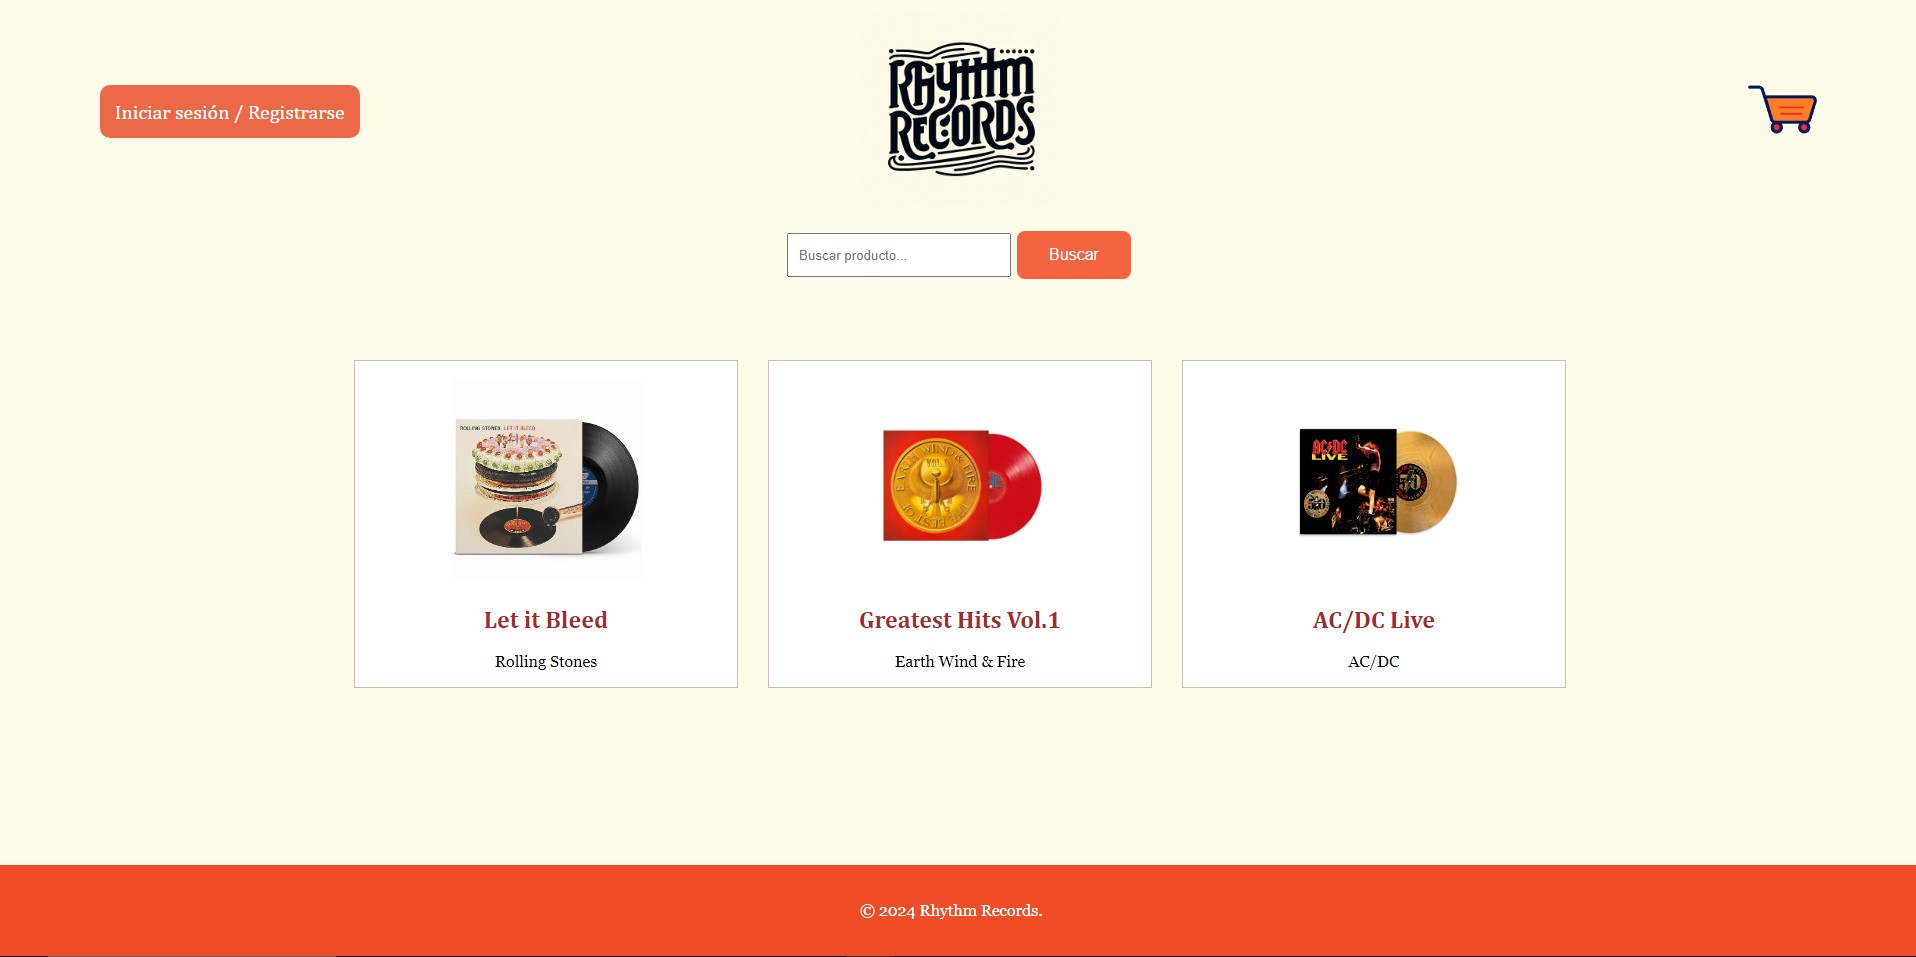 Rhythm
RECORDS
Iniciar sesión / Registrarse
Buscar producto...
Buscar
ROLLING STONES LET IT BLEED
EARTH WIND & FIRE
VOL.1
THE BEST OF
AC/DC
LIVE
50
Let it Bleed
Greatest Hits Vol.1
AC/DC Live
Rolling Stones
Earth Wind & Fire
AC/DC
© 2024 Rhythm Records.